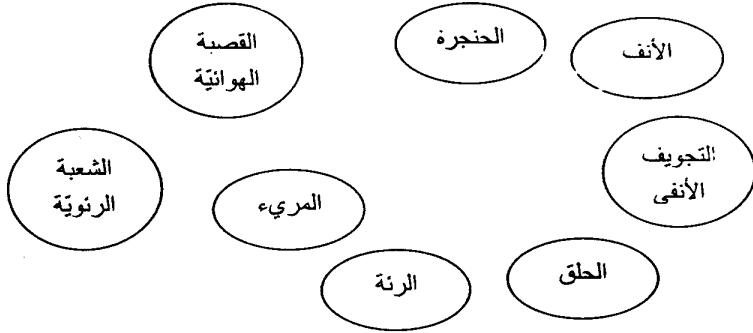 الأنف
الحنجرة
القصبة
الهوائيّة
التجويف
الأنفى
الشعبة
الرئويّة
المريء
الحلق
الرئة